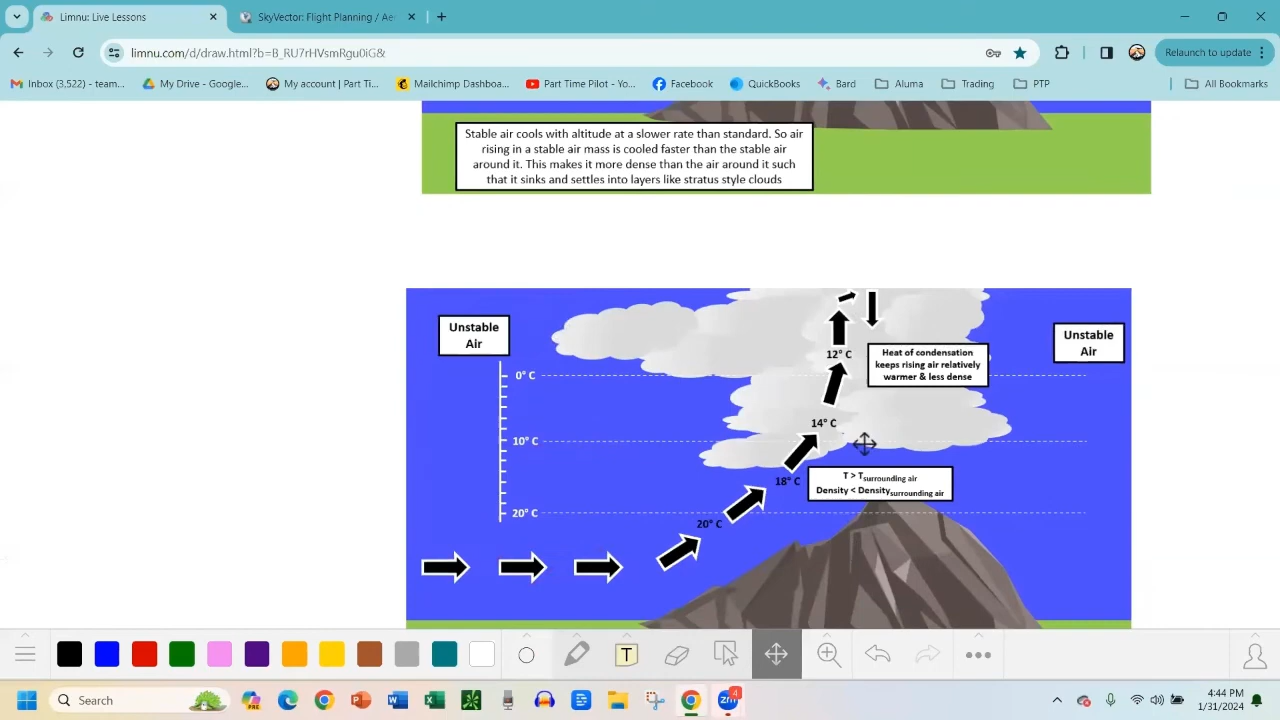 Limnu: Live Lessons
SkyVector: Flight Planning / Ae
limnu.com/d/draw.html?b=B_RU7rHVsmRgu0iG&
Relaunch to update
Inbox (5,522) - team...
My Drive - Google...
My account | Part Ti...
Mailchimp Dashboa...
Part Time Pilot - Yo...
Facebook
QuickBooks
Bard
Aluma
Trading
PTP
All Bookmarks
Stable air cools with altitude at a slower rate than standard. So air
rising in a stable air mass is cooled faster than the stable air
around it. This makes it more dense than the air around it such
that it sinks and settles into layers like stratus style clouds
Unstable
Air
Unstable
Air
12° C
Heat of condensation
keeps rising air relatively
warmer & less dense
0° C
14° C
10° C
T > Tsurrounding air
Density < Densitysurrounding air
18° C
20° C
20° C
T
Search
zm
4
4:44 PM
1/31/2024